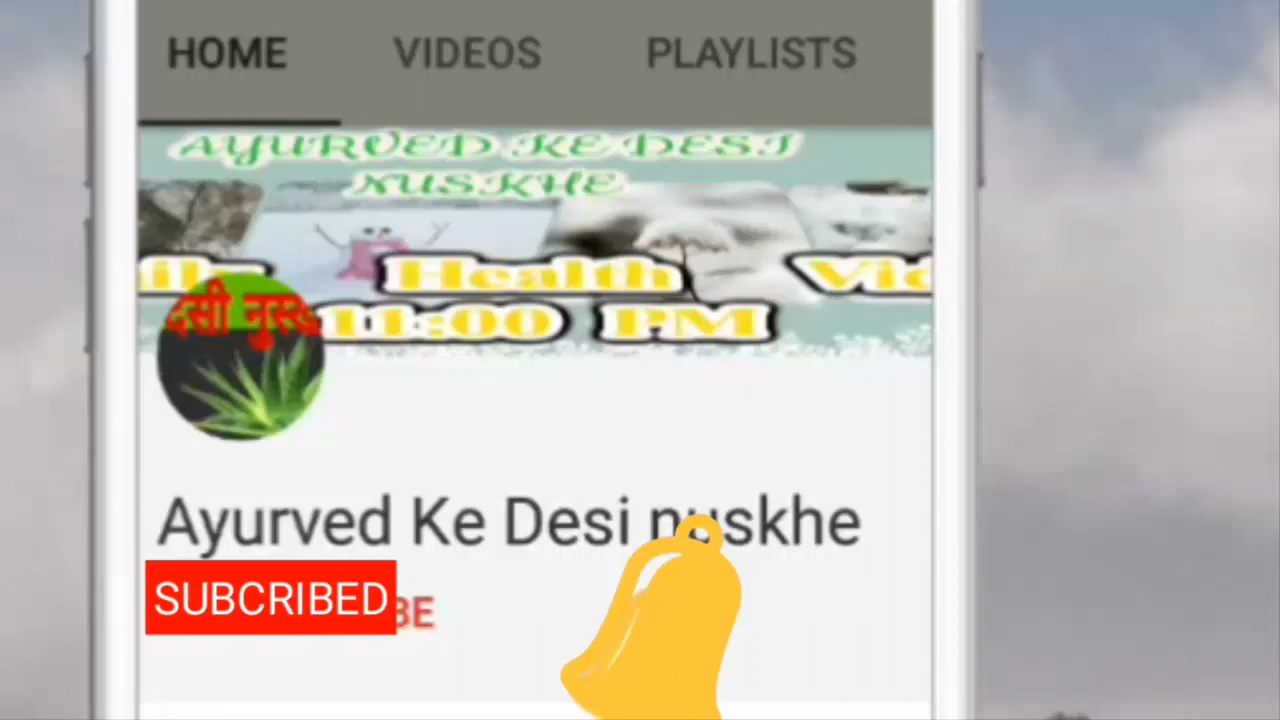 HOME VIDEOS PLAYLISTS
AYURVED KE DESI
NUSKHE
Health
11:00 PM
Ayurved Ke Desi nuskhe
SUBCRIBED